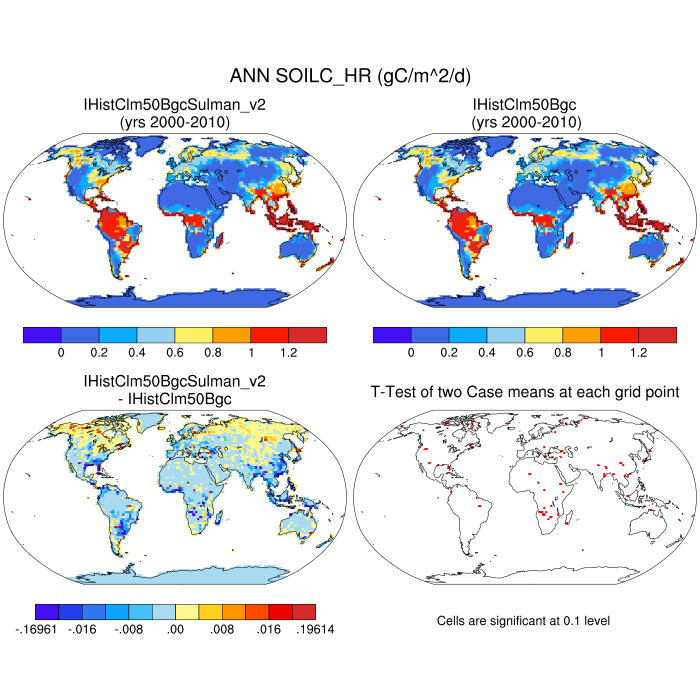 ANN SOILC_HR (gC/m^2/d)
IHistClm50BgcSulman_v2
(yrs 2000-2010)
IHistClm50Bgc
(yrs 2000-2010)
0 0.2 0.4 0.6 0.8 1 1.2
0 0.2 0.4 0.6 0.8 1 1.2
IHistClm50BgcSulman_v2
- IHistClm50Bgc
T-Test of two Case means at each grid point
-.16961 -.016 -.008 .00 .008 .016 .19614
Cells are significant at 0.1 level